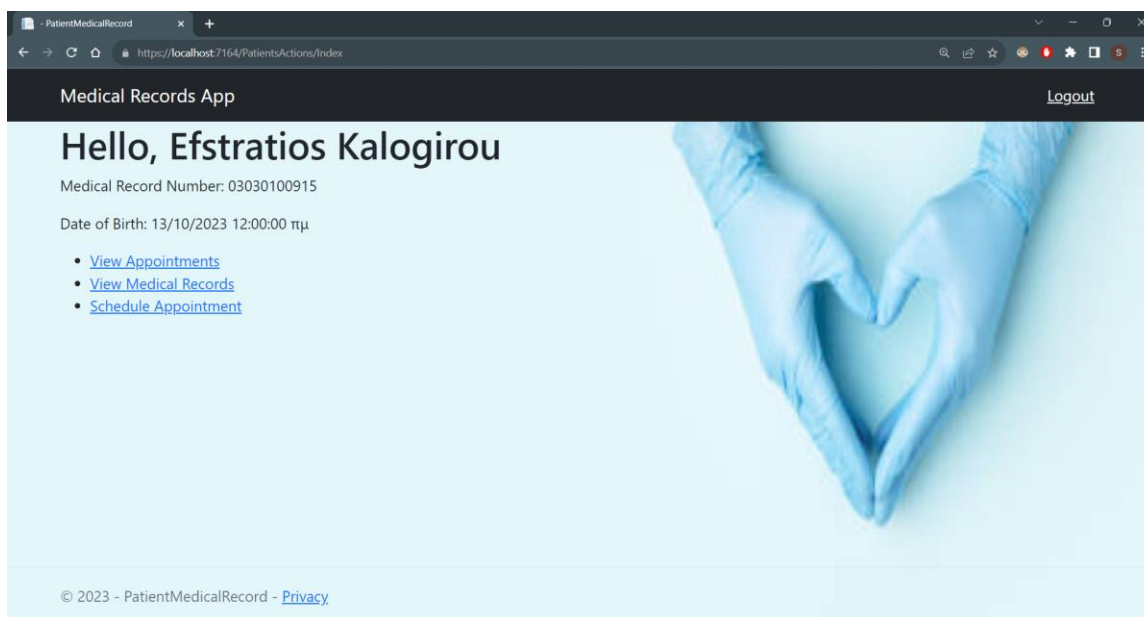 - PatientMedicalRecord
https://localhost:7164/PatientsActions/Index
S
Medical Records App
Logout
Hello, Efstratios Kalogirou
Medical Record Number: 03030100915
Date of Birth: 13/10/2023 12:00:00 πμ
• View Appointments
• View Medical Records
• Schedule Appointment
© 2023 - PatientMedicalRecord - Privacy